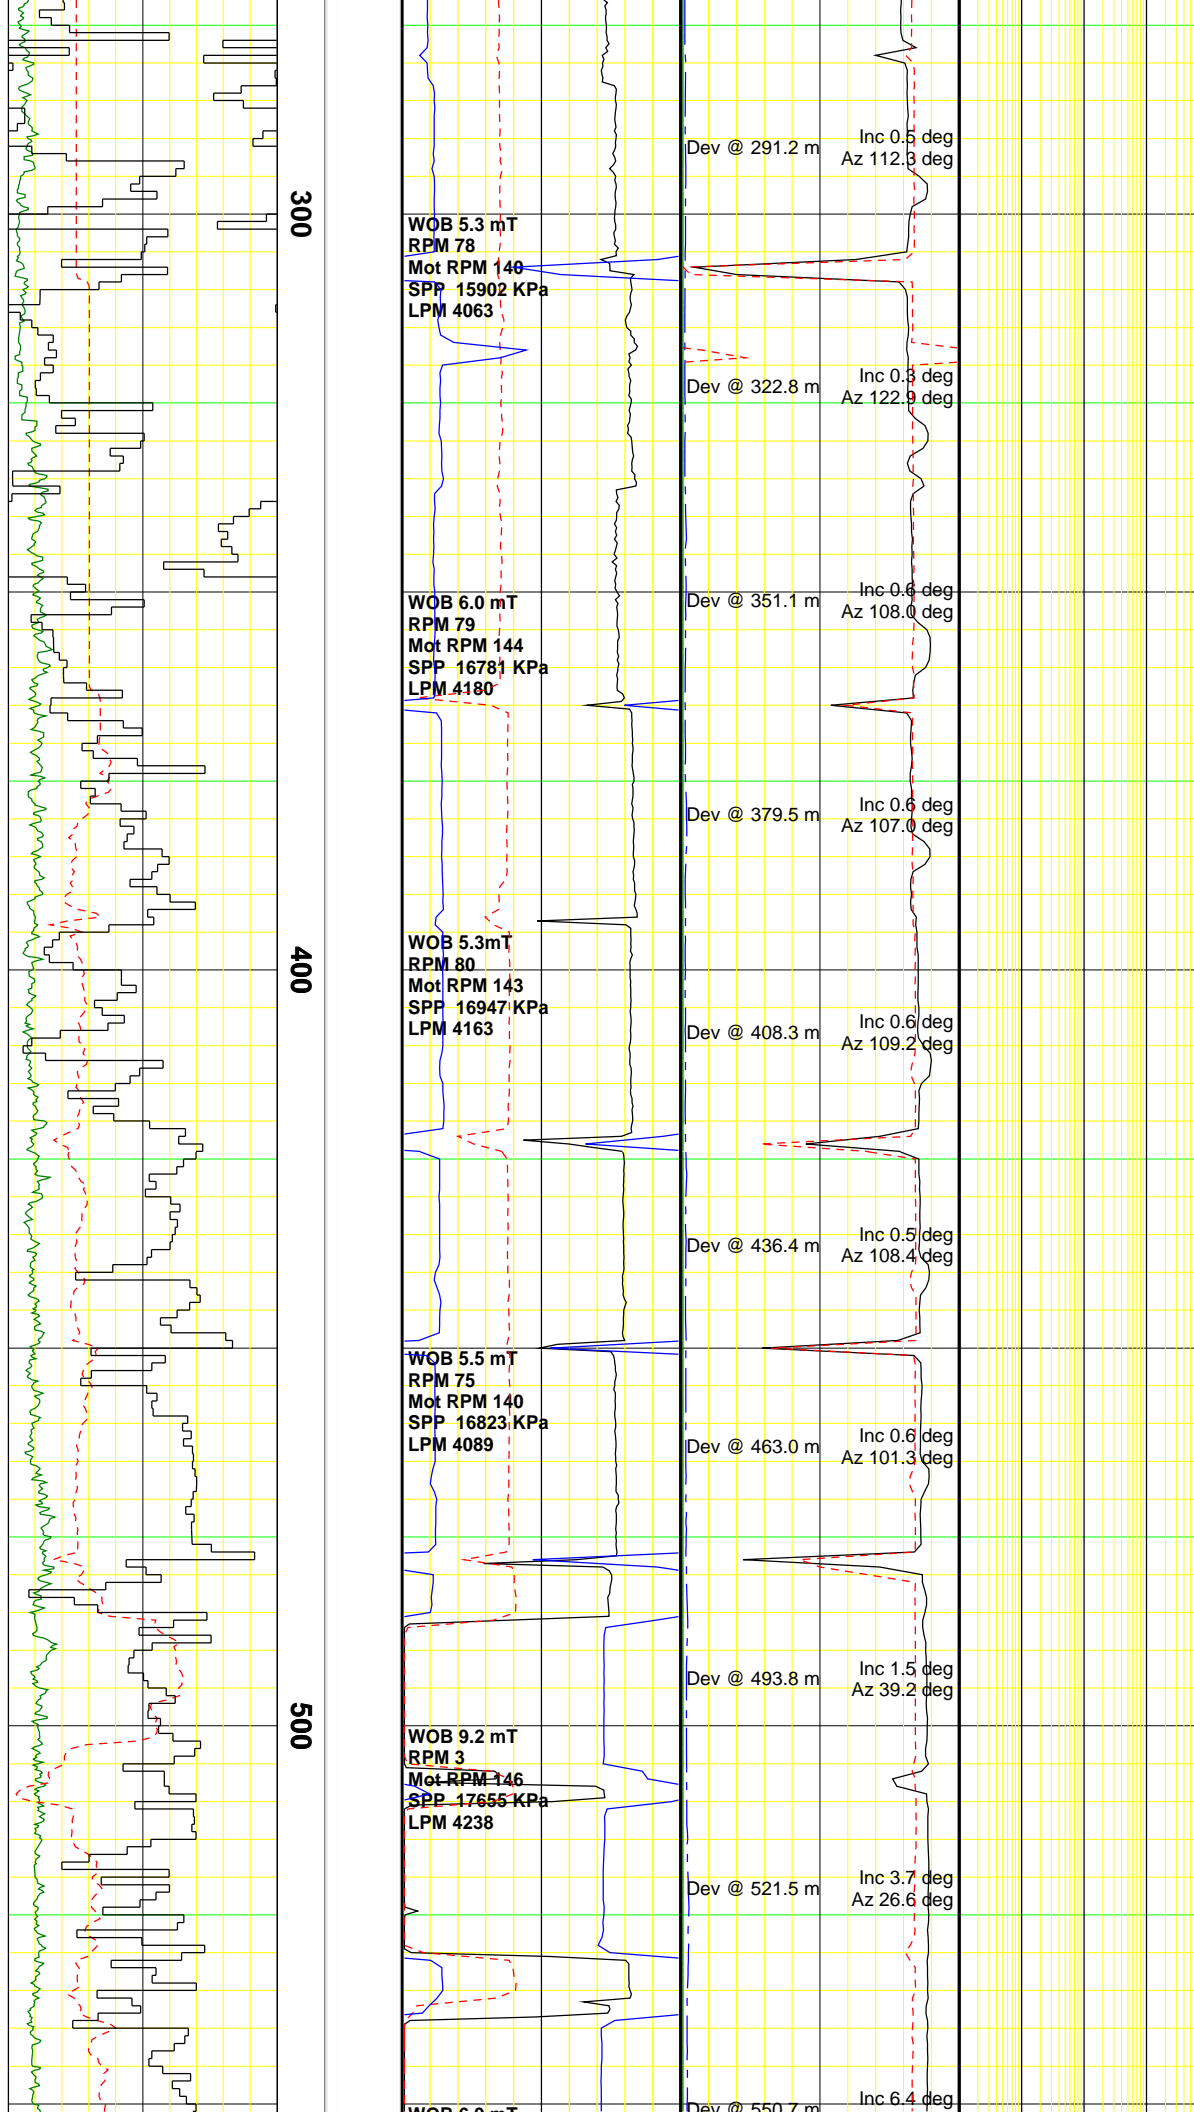 Dev @ 291.2 m
Inc 0.5 deg
Az 112.3 deg
300
WOB 5.3 mT
RPM 78
Mot RPM 140
SPP 15902 KPa
LPM 4063
Dev @ 322.8 m
Inc 0.3 deg
Az 122.9 deg
WOB 6.0 mT
RPM 79
Mot RPM 144
SPP 16781 KPa
LPM 4180
Dev @ 351.1 m
Inc 0.6 deg
Az 108.0 deg
Dev @ 379.5 m
Inc 0.6 deg
Az 107.0 deg
400
WOB 5.3mT
RPM 80
Mot RPM 143
SPP 16947 KPa
LPM 4163
Dev @ 408.3 m
Inc 0.6 deg
Az 109.2 deg
Dev @ 436.4 m
Inc 0.5 deg
Az 108.4 deg
WOB 5.5 mT
RPM 75
Mot RPM 140
SPP 16823 KPa
LPM 4089
Dev @ 463.0 m
Inc 0.6 deg
Az 101.3 deg
Dev @ 493.8 m
Inc 1.5 deg
Az 39.2 deg
500
WOB 9.2 mT
RPM 3
Mot RPM 146
SPP 17655 KPa
LPM 4238
Dev @ 521.5 m
Inc 3.7 deg
Az 26.6 deg
Dev @ 550.7 m
Inc 6.4 deg
WOB 6.9 mT